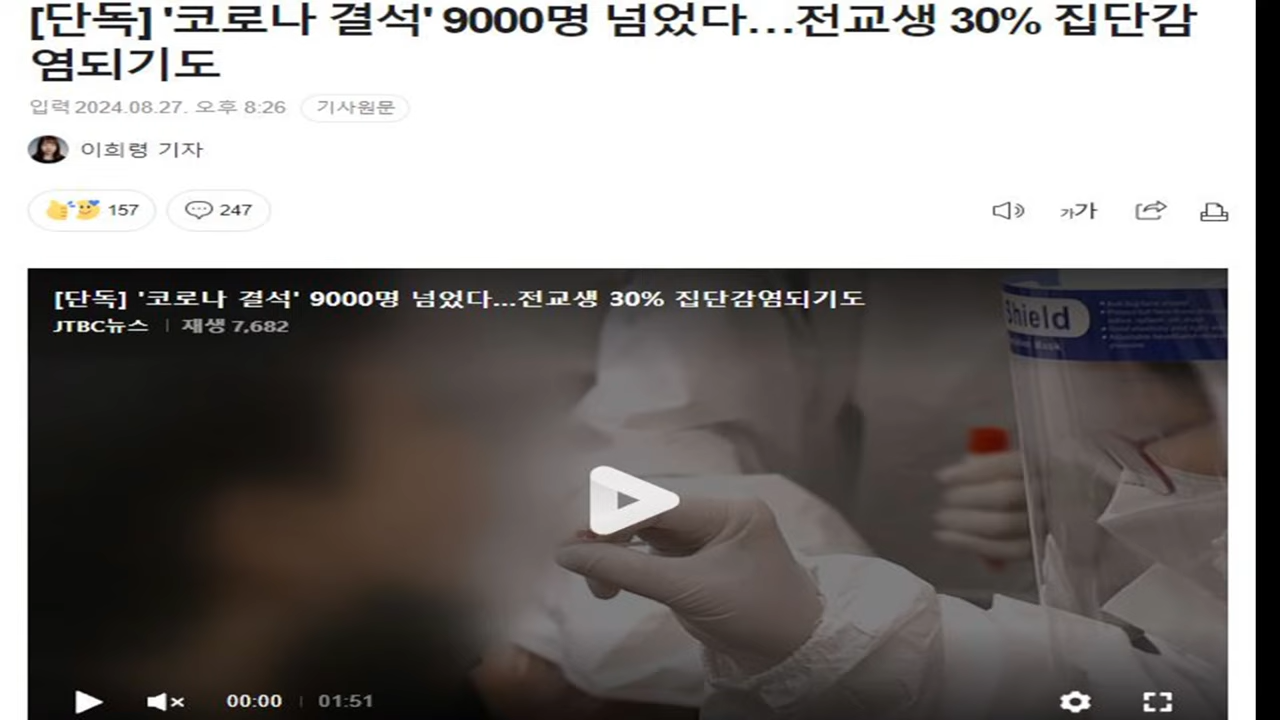 [단독] '코로나 결석' 9000명 넘었다…전교생 30% 집단감
염되기도
입력 2024.08.27. 오후 8:26 기사원문
이희령 기자
157 247
가가
[단독] '코로나 결석' 9000명 넘었다...전교생 30% 집단감염되기도
JTBC뉴스 재생 7,682
Shield
00:00 01:51